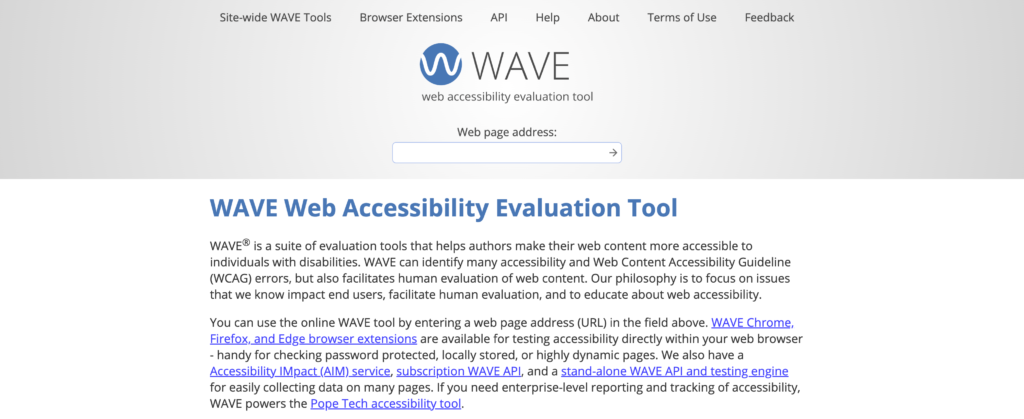 Site-wide WAVE Tools Browser Extensions API Help About Terms of Use Feedback
WAVE
web accessibility evaluation tool
Web page address:
WAVE Web Accessibility Evaluation Tool
WAVE® is a suite of evaluation tools that helps authors make their web content more accessible to
individuals with disabilities. WAVE can identify many accessibility and Web Content Accessibility Guideline
(WCAG) errors, but also facilitates human evaluation of web content. Our philosophy is to focus on issues
that we know impact end users, facilitate human evaluation, and to educate about web accessibility.
You can use the online WAVE tool by entering a web page address (URL) in the field above. WAVE Chrome,
Firefox, and Edge browser extensions are available for testing accessibility directly within your web browser
- handy for checking password protected, locally stored, or highly dynamic pages. We also have a
Accessibility IMpact (AIM) service, subscription WAVE API, and a stand-alone WAVE API and testing engine
for easily collecting data on many pages. If you need enterprise-level reporting and tracking of accessibility,
WAVE powers the Pope Tech accessibility tool.